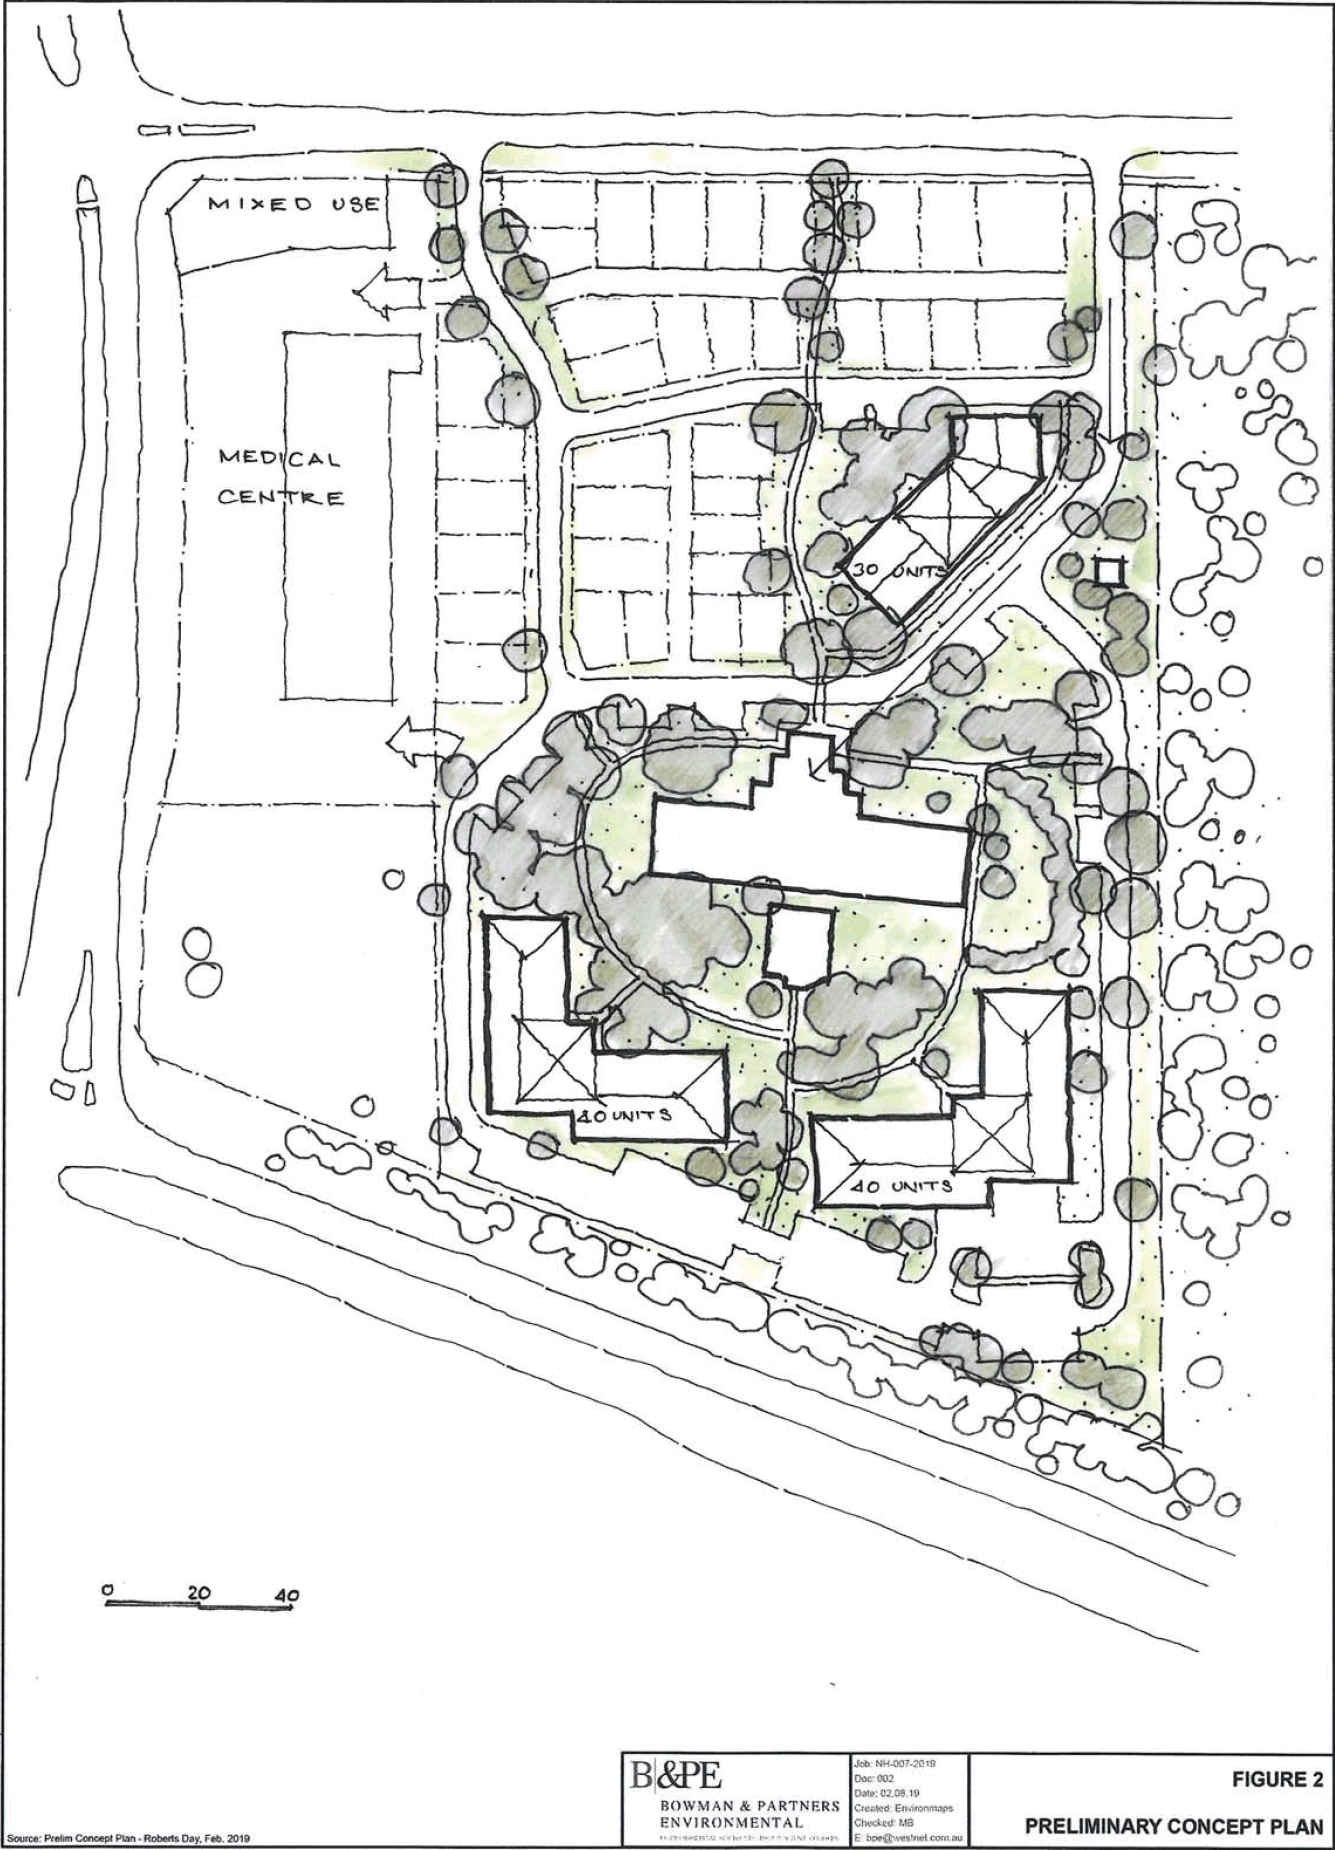 MIXED USE
MEDICAL
CENTRE
30 UNITS
40 UNITS
40 UNITS
0 20 40
Source: Prelim Concept Plan - Roberts Day, Feb, 2019
B&PE
BOWMAN & PARTNERS
ENVIRONMENTAL
Job: NH-007-2019
Doc: 002
Date: 02.08.19
Created: Environmaps
Checked: MB
E: bpe@westnet.com.au
FIGURE 2
PRELIMINARY CONCEPT PLAN